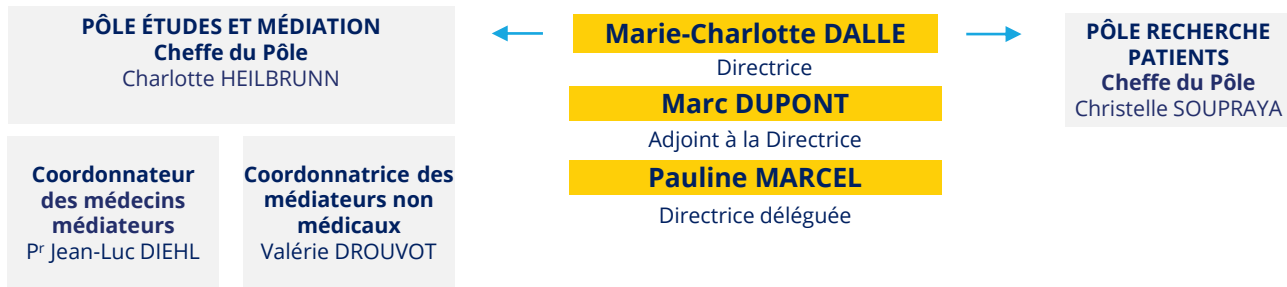 PÔLE ÉTUDES ET MÉDIATION
Cheffe du Pôle
Charlotte HEILBRUNN
Coordonnateur
des médecins
médiateurs
Pr Jean-Luc DIEHL
Coordonnatrice des
médiateurs non
médicaux
Valérie DROUVOT
Marie-Charlotte DALLE
Directrice
Marc DUPONT
Adjoint à la Directrice
Pauline MARCEL
Directrice déléguée
PÔLE RECHERCHE
PATIENTS
Cheffe du Pôle
Christelle SOUPRAYA